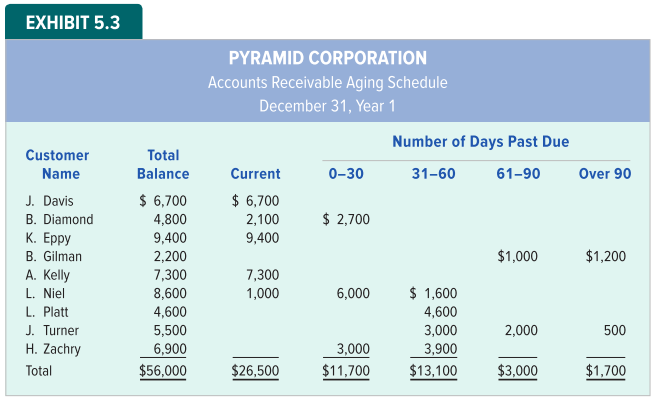 EXHIBIT 5.3
PYRAMID CORPORATION
Accounts Receivable Aging Schedule
December 31, Year 1
Number of Days Past Due
Customer Name Total Balance Current 0–30 31–60 61–90 Over 90
J. Davis $ 6,700 $ 6,700
B. Diamond 4,800 2,100 $ 2,700
K. Eppy 9,400 9,400
B. Gilman 2,200 $1,000 $1,200
A. Kelly 7,300 7,300
L. Niel 8,600 1,000 6,000 $ 1,600
L. Platt 4,600 4,600
J. Turner 5,500 3,000 2,000 500
H. Zachry 6,900 3,000 3,900
Total $56,000 $26,500 $11,700 $13,100 $3,000 $1,700